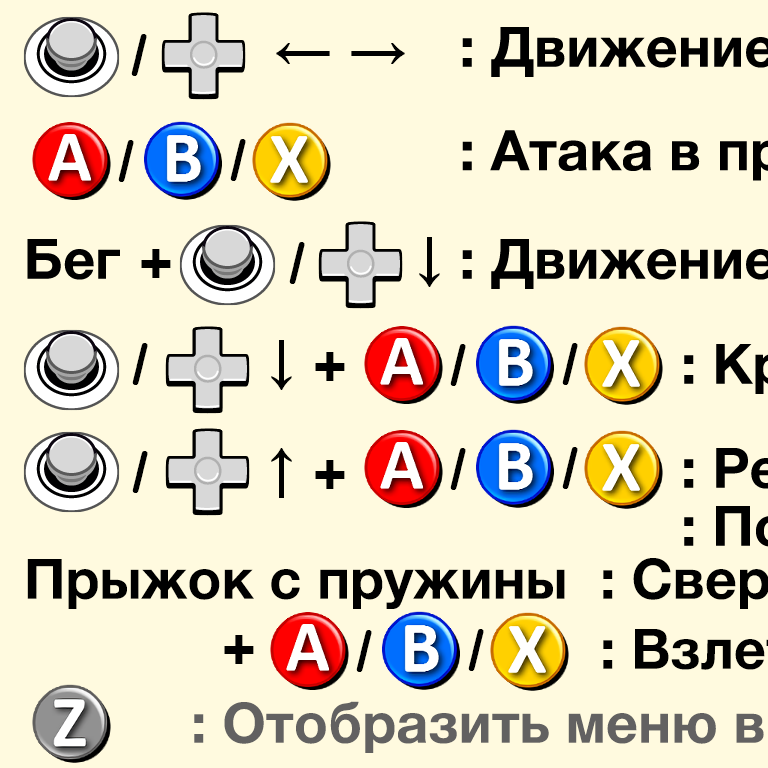 / ← → : Движение
A / B / X : Атака в пр
Бег + / ↓ : Движение
/ ↓ + A / B / X : Кр
/ ↑ + A / B / X : Ре
: По
Прыжок с пружины : Свер
+ A / B / X : Взле
Z : Отобразить меню в